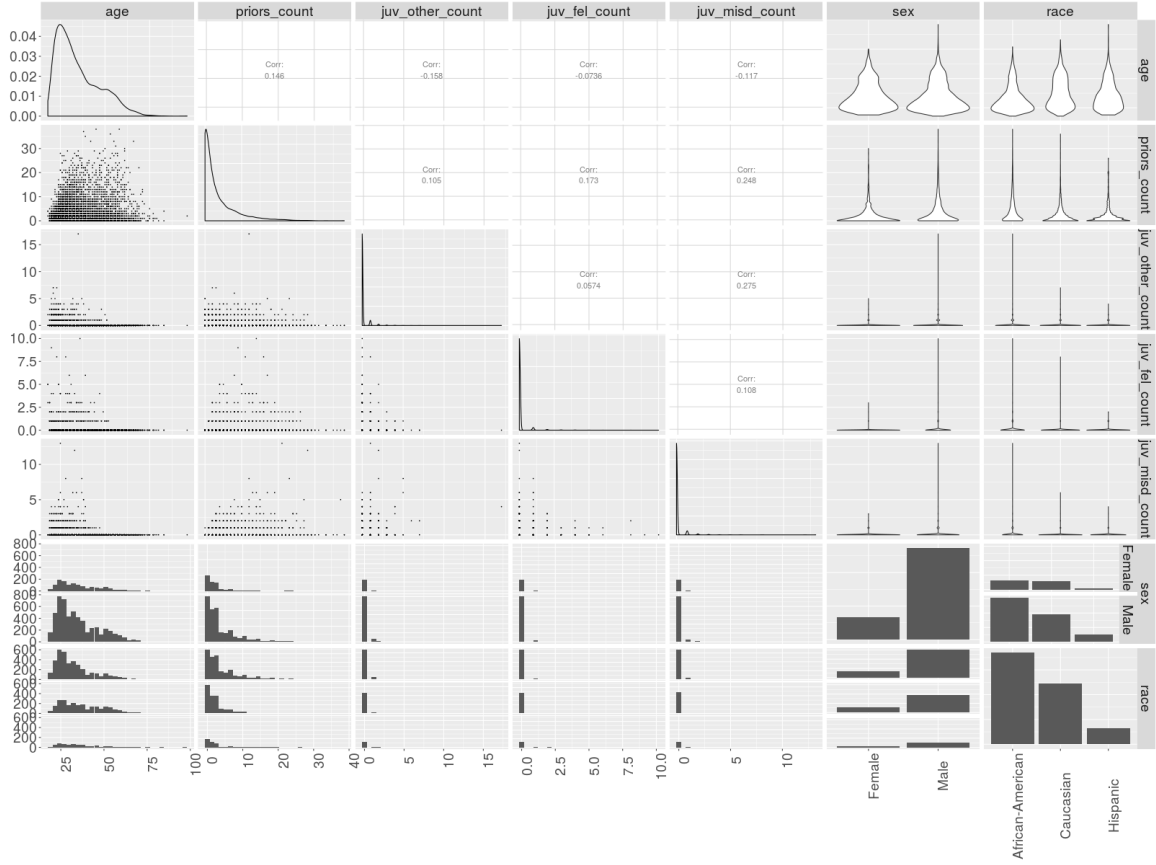 age priors_count juv_other_count juv_fel_count juv_misd_count sex race
0.04
0.03
0.02
0.01
0.00
Corr:
0.146
Corr:
-0.158
Corr:
-0.0736
Corr:
-0.117
age
30
20
10
0
Corr:
0.105
Corr:
0.173
Corr:
0.248
priors_count
15
10
5
0
Corr:
0.0574
Corr:
0.275
juv_other_count
10.0
7.5
5.0
2.5
0.0
Corr:
0.108
juv_fel_count
10
5
0
juv_misd_count
800
600
400
200
0
Female
800
600
400
200
0
Male
sex
600
400
200
0
600
400
200
0
600
400
200
0
race
25 50 75 100
0 10 20 30 40
0 5 10 15
0.0 2.5 5.0 7.5 10.0
0 5 10
Female Male
African-American Caucasian Hispanic